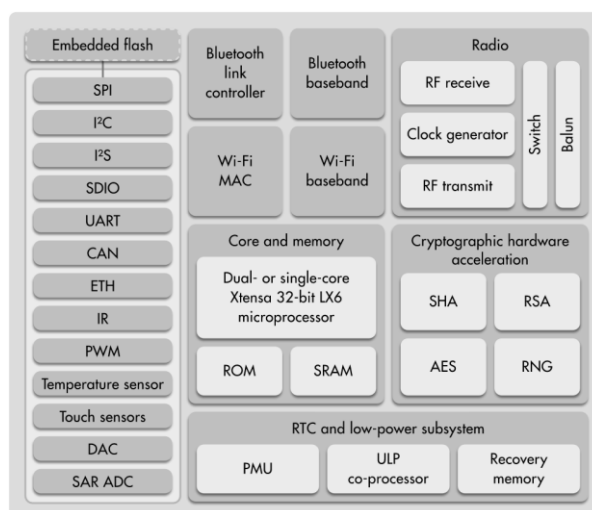 Embedded flash
SPI
I²C
I²S
SDIO
UART
CAN
ETH
IR
PWM
Temperature sensor
Touch sensors
DAC
SAR ADC
Bluetooth
link
controller
Bluetooth
baseband
Wi-Fi
MAC
Wi-Fi
baseband
Radio
RF receive
Clock generator
RF transmit
Switch
Balun
Core and memory
Dual- or single-core
Xtensa 32-bit LX6
microprocessor
ROM
SRAM
Cryptographic hardware
acceleration
SHA
RSA
AES
RNG
RTC and low-power subsystem
PMU
ULP
co-processor
Recovery
memory